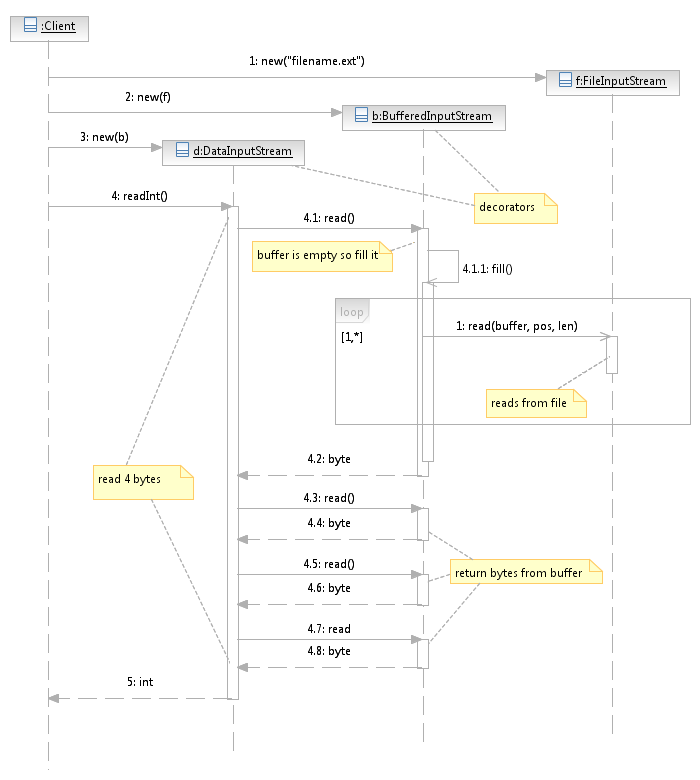 :Client
1: new("filename.ext")
f:FileInputStream
2: new(f)
b:BufferedInputStream
3: new(b)
d:DataInputStream
4: readInt()
decorators
4.1: read()
buffer is empty so fill it
4.1.1: fill()
loop
[1,*]
1: read(buffer, pos, len)
reads from file
4.2: byte
read 4 bytes
4.3: read()
4.4: byte
4.5: read()
return bytes from buffer
4.6: byte
4.7: read
4.8: byte
5: int